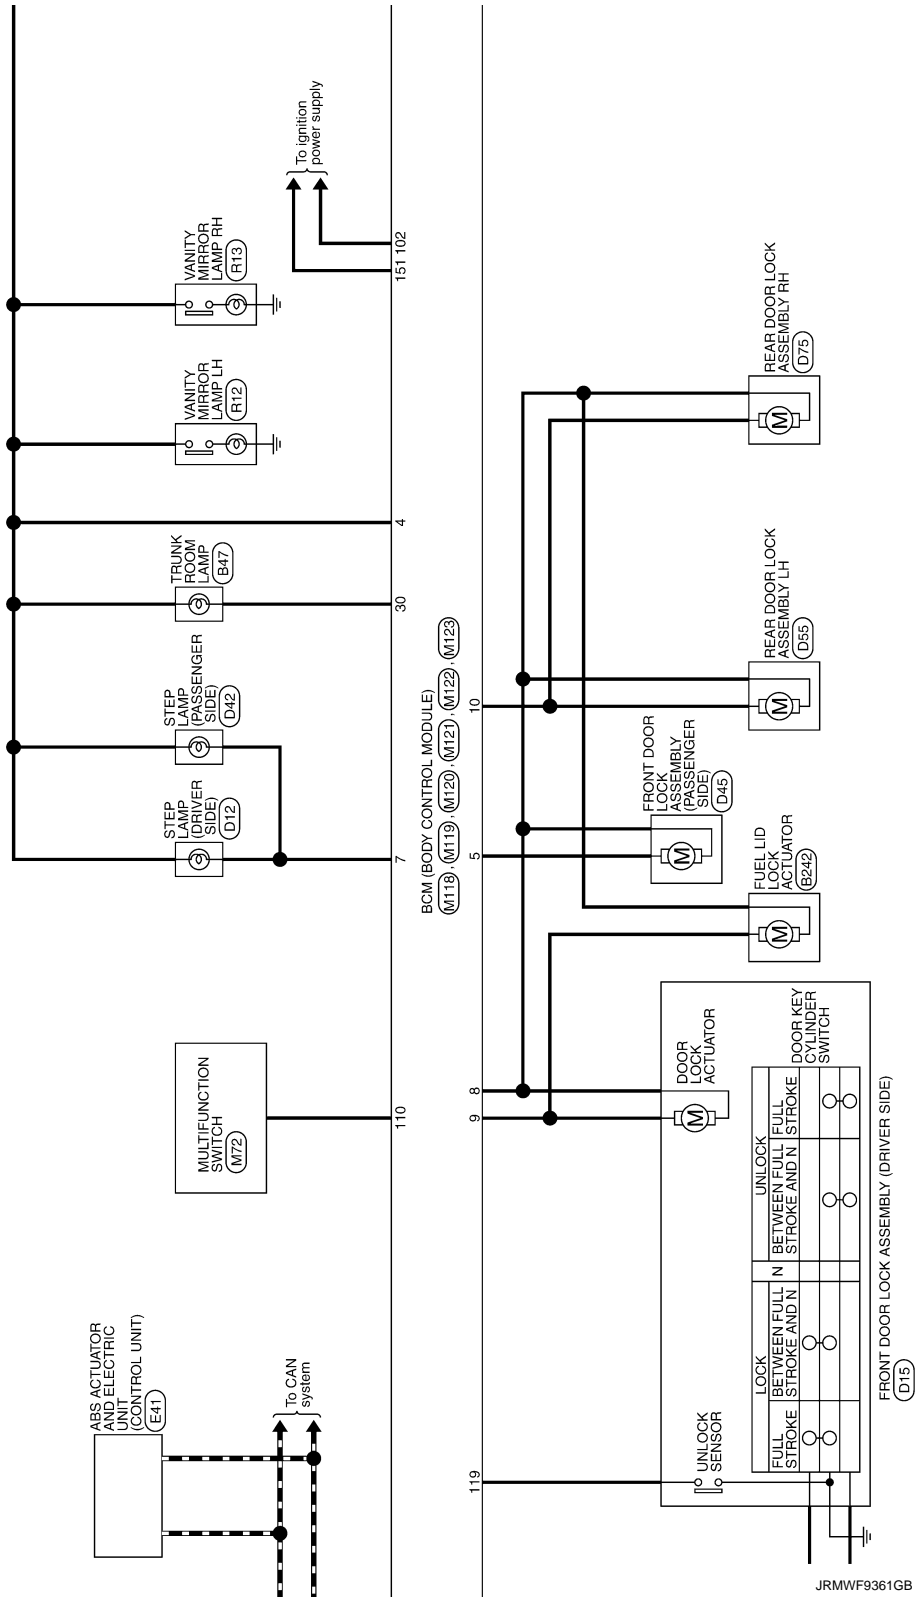 ABS ACTUATOR
AND ELECTRIC
UNIT
(CONTROL UNIT)
E41
To CAN
system
MULTIFUNCTION
SWITCH
M72
110
STEP
LAMP
(DRIVER
SIDE)
D12
7
STEP
LAMP
(PASSENGER
SIDE)
D42
TRUNK
ROOM
LAMP
B47
30
4
VANITY
MIRROR
LAMP LH
R12
VANITY
MIRROR
LAMP RH
R13
To ignition
power supply
151
102
BCM (BODY CONTROL MODULE)
M118 , M119 , M120 , M121 , M122 , M123
119
9
8
5
10
UNLOCK
SENSOR
DOOR
LOCK
ACTUATOR
M
DOOR KEY
CYLINDER
SWITCH
LOCK
N
UNLOCK
FULL
STROKE
BETWEEN FULL
STROKE AND N
BETWEEN FULL
STROKE AND N
FULL
STROKE
FRONT DOOR LOCK ASSEMBLY (DRIVER SIDE)
D15
FUEL LID
LOCK
ACTUATOR
B242
M
FRONT DOOR
LOCK
ASSEMBLY
(PASSENGER
SIDE)
D45
M
REAR DOOR LOCK
ASSEMBLY LH
D55
M
REAR DOOR LOCK
ASSEMBLY RH
D75
M
JRMWF9361GB